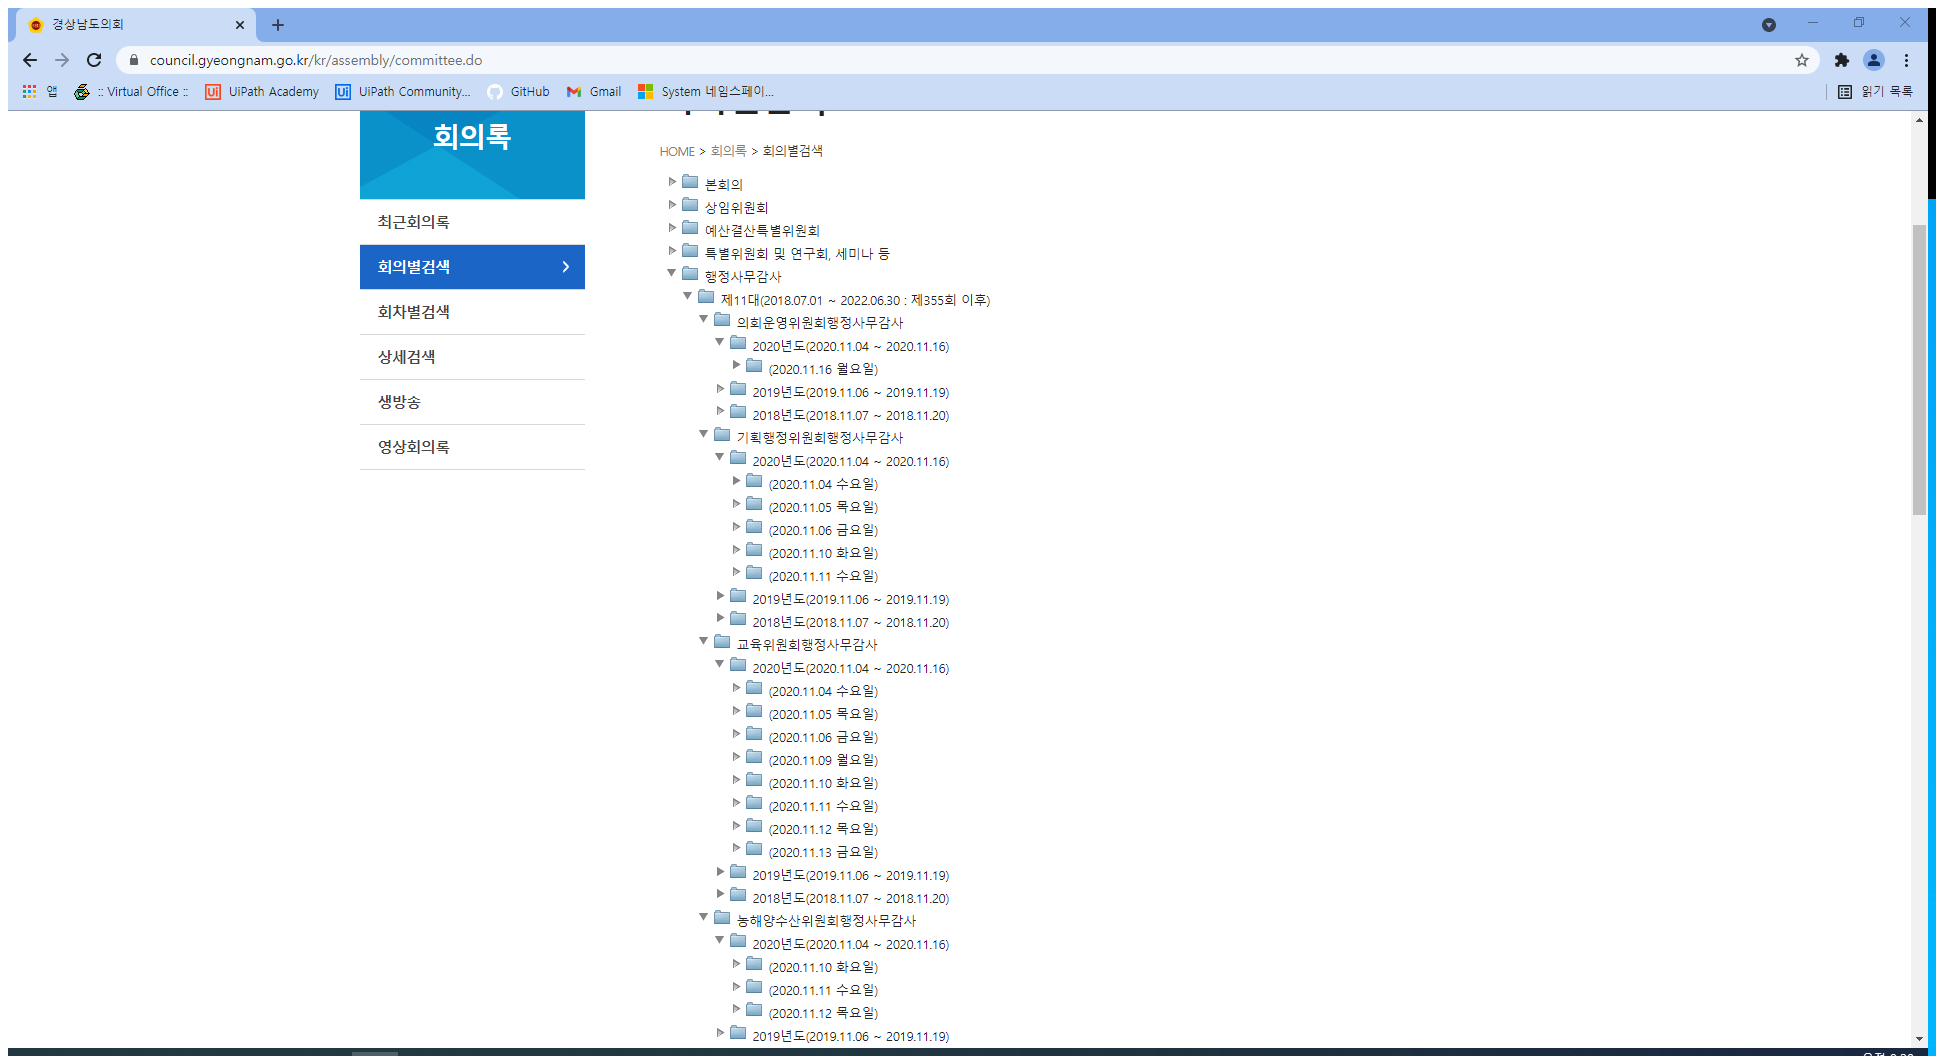 경상남도의회
council.gyeongnam.go.kr/kr/assembly/committee.do
앱 :: Virtual Office :: UiPath Academy UiPath Community... GitHub Gmail System 네임스페이... 읽기 목록
회의록
최근회의록
회의별검색
회차별검색
상세검색
생방송
영상회의록
HOME > 회의록 > 회의별검색
본회의
상임위원회
예산결산특별위원회
특별위원회 및 연구회, 세미나 등
행정사무감사
제11대(2018.07.01 ~ 2022.06.30 : 제355회 이후)
의회운영위원회행정사무감사
2020년도(2020.11.04 ~ 2020.11.16)
(2020.11.16 월요일)
2019년도(2019.11.06 ~ 2019.11.19)
2018년도(2018.11.07 ~ 2018.11.20)
기획행정위원회행정사무감사
2020년도(2020.11.04 ~ 2020.11.16)
(2020.11.04 수요일)
(2020.11.05 목요일)
(2020.11.06 금요일)
(2020.11.10 화요일)
(2020.11.11 수요일)
2019년도(2019.11.06 ~ 2019.11.19)
2018년도(2018.11.07 ~ 2018.11.20)
교육위원회행정사무감사
2020년도(2020.11.04 ~ 2020.11.16)
(2020.11.04 수요일)
(2020.11.05 목요일)
(2020.11.06 금요일)
(2020.11.09 월요일)
(2020.11.10 화요일)
(2020.11.11 수요일)
(2020.11.12 목요일)
(2020.11.13 금요일)
2019년도(2019.11.06 ~ 2019.11.19)
2018년도(2018.11.07 ~ 2018.11.20)
농해양수산위원회행정사무감사
2020년도(2020.11.04 ~ 2020.11.16)
(2020.11.10 화요일)
(2020.11.11 수요일)
(2020.11.12 목요일)
2019년도(2019.11.06 ~ 2019.11.19)